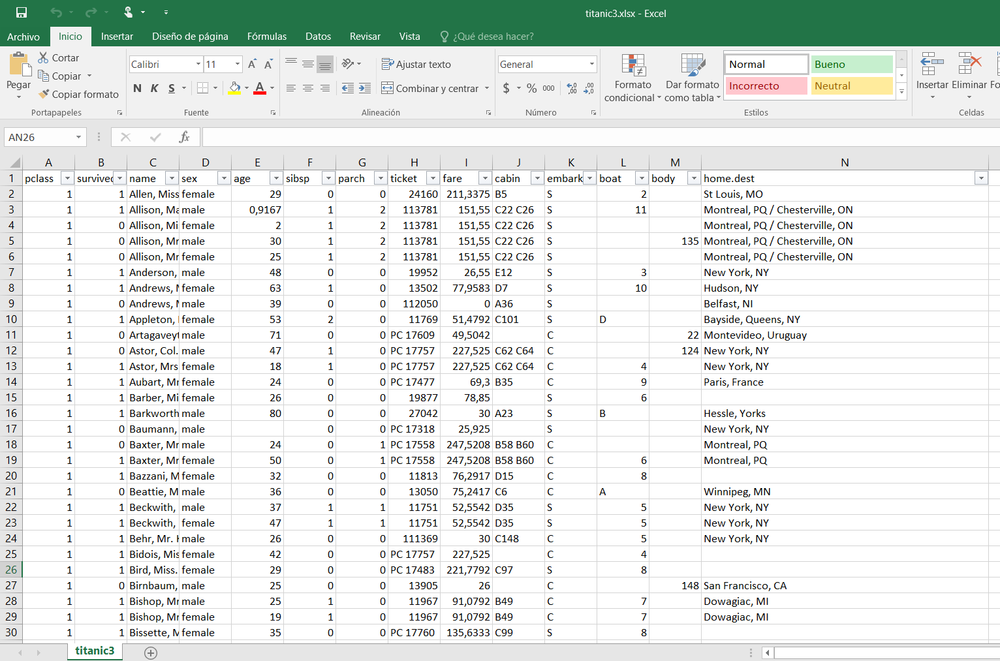 titanic3.xlsx - Excel
Archivo Inicio Insertar Diseño de página Fórmulas Datos Revisar Vista ¿Qué desea hacer?
Pegar Cortar Copiar Copiar formato
Calibri 11
N K S A
Ajustar texto
Combinar y centrar
General
$ % 000
Formato condicional
Dar formato como tabla
Normal Bueno
Incorrecto Neutral
Insertar Eliminar Fo
Portapapeles Fuente Alineación Número Estilos Celdas
AN26 fx
A B C D E F G H I J K L M N
1 pclass survived name sex age sibsp parch ticket fare cabin embark boat body home.dest
2 1 1 Allen, Miss female 29 0 0 24160 211,3375 B5 S 2 St Louis, MO
3 1 1 Allison, Ma male 0,9167 1 2 113781 151,55 C22 C26 S 11 Montreal, PQ / Chesterville, ON
4 1 0 Allison, Mi female 2 1 2 113781 151,55 C22 C26 S Montreal, PQ / Chesterville, ON
5 1 0 Allison, Mr male 30 1 2 113781 151,55 C22 C26 S 135 Montreal, PQ / Chesterville, ON
6 1 0 Allison, Mr female 25 1 2 113781 151,55 C22 C26 S Montreal, PQ / Chesterville, ON
7 1 1 Anderson, male 48 0 0 19952 26,55 E12 S 3 New York, NY
8 1 1 Andrews, M female 63 1 0 13502 77,9583 D7 S 10 Hudson, NY
9 1 0 Andrews, M male 39 0 0 112050 0 A36 S Belfast, NI
10 1 1 Appleton, female 53 2 0 11769 51,4792 C101 S D Bayside, Queens, NY
11 1 0 Artagaveyt male 71 0 0 PC 17609 49,5042 C 22 Montevideo, Uruguay
12 1 0 Astor, Col. male 47 1 0 PC 17757 227,525 C62 C64 C 124 New York, NY
13 1 1 Astor, Mrs female 18 1 0 PC 17757 227,525 C62 C64 C 4 New York, NY
14 1 1 Aubart, Mr female 24 0 0 PC 17477 69,3 B35 C 9 Paris, France
15 1 1 Barber, Mi female 26 0 0 19877 78,85 S 6
16 1 1 Barkworth male 80 0 0 27042 30 A23 S B Hessle, Yorks
17 1 0 Baumann, male 0 0 PC 17318 25,925 S New York, NY
18 1 0 Baxter, Mr male 24 0 1 PC 17558 247,5208 B58 B60 C Montreal, PQ
19 1 1 Baxter, Mr female 50 0 1 PC 17558 247,5208 B58 B60 C 6 Montreal, PQ
20 1 1 Bazzani, M female 32 0 0 11813 76,2917 D15 C 8
21 1 0 Beattie, M male 36 0 0 13050 75,2417 C6 C A Winnipeg, MN
22 1 1 Beckwith, male 37 1 1 11751 52,5542 D35 S 5 New York, NY
23 1 1 Beckwith, female 47 1 1 11751 52,5542 D35 S 5 New York, NY
24 1 1 Behr, Mr. K male 26 0 0 111369 30 C148 C 5 New York, NY
25 1 1 Bidois, Mis female 42 0 0 PC 17757 227,525 C 4
26 1 1 Bird, Miss. female 29 0 0 PC 17483 221,7792 C97 S 8
27 1 0 Birnbaum, male 25 0 0 13905 26 C 148 San Francisco, CA
28 1 1 Bishop, Mr male 25 1 0 11967 91,0792 B49 C 7 Dowagiac, MI
29 1 1 Bishop, Mr female 19 1 0 11967 91,0792 B49 C 7 Dowagiac, MI
30 1 1 Bissette, M female 35 0 0 PC 17760 135,6333 C99 S 8
titanic3